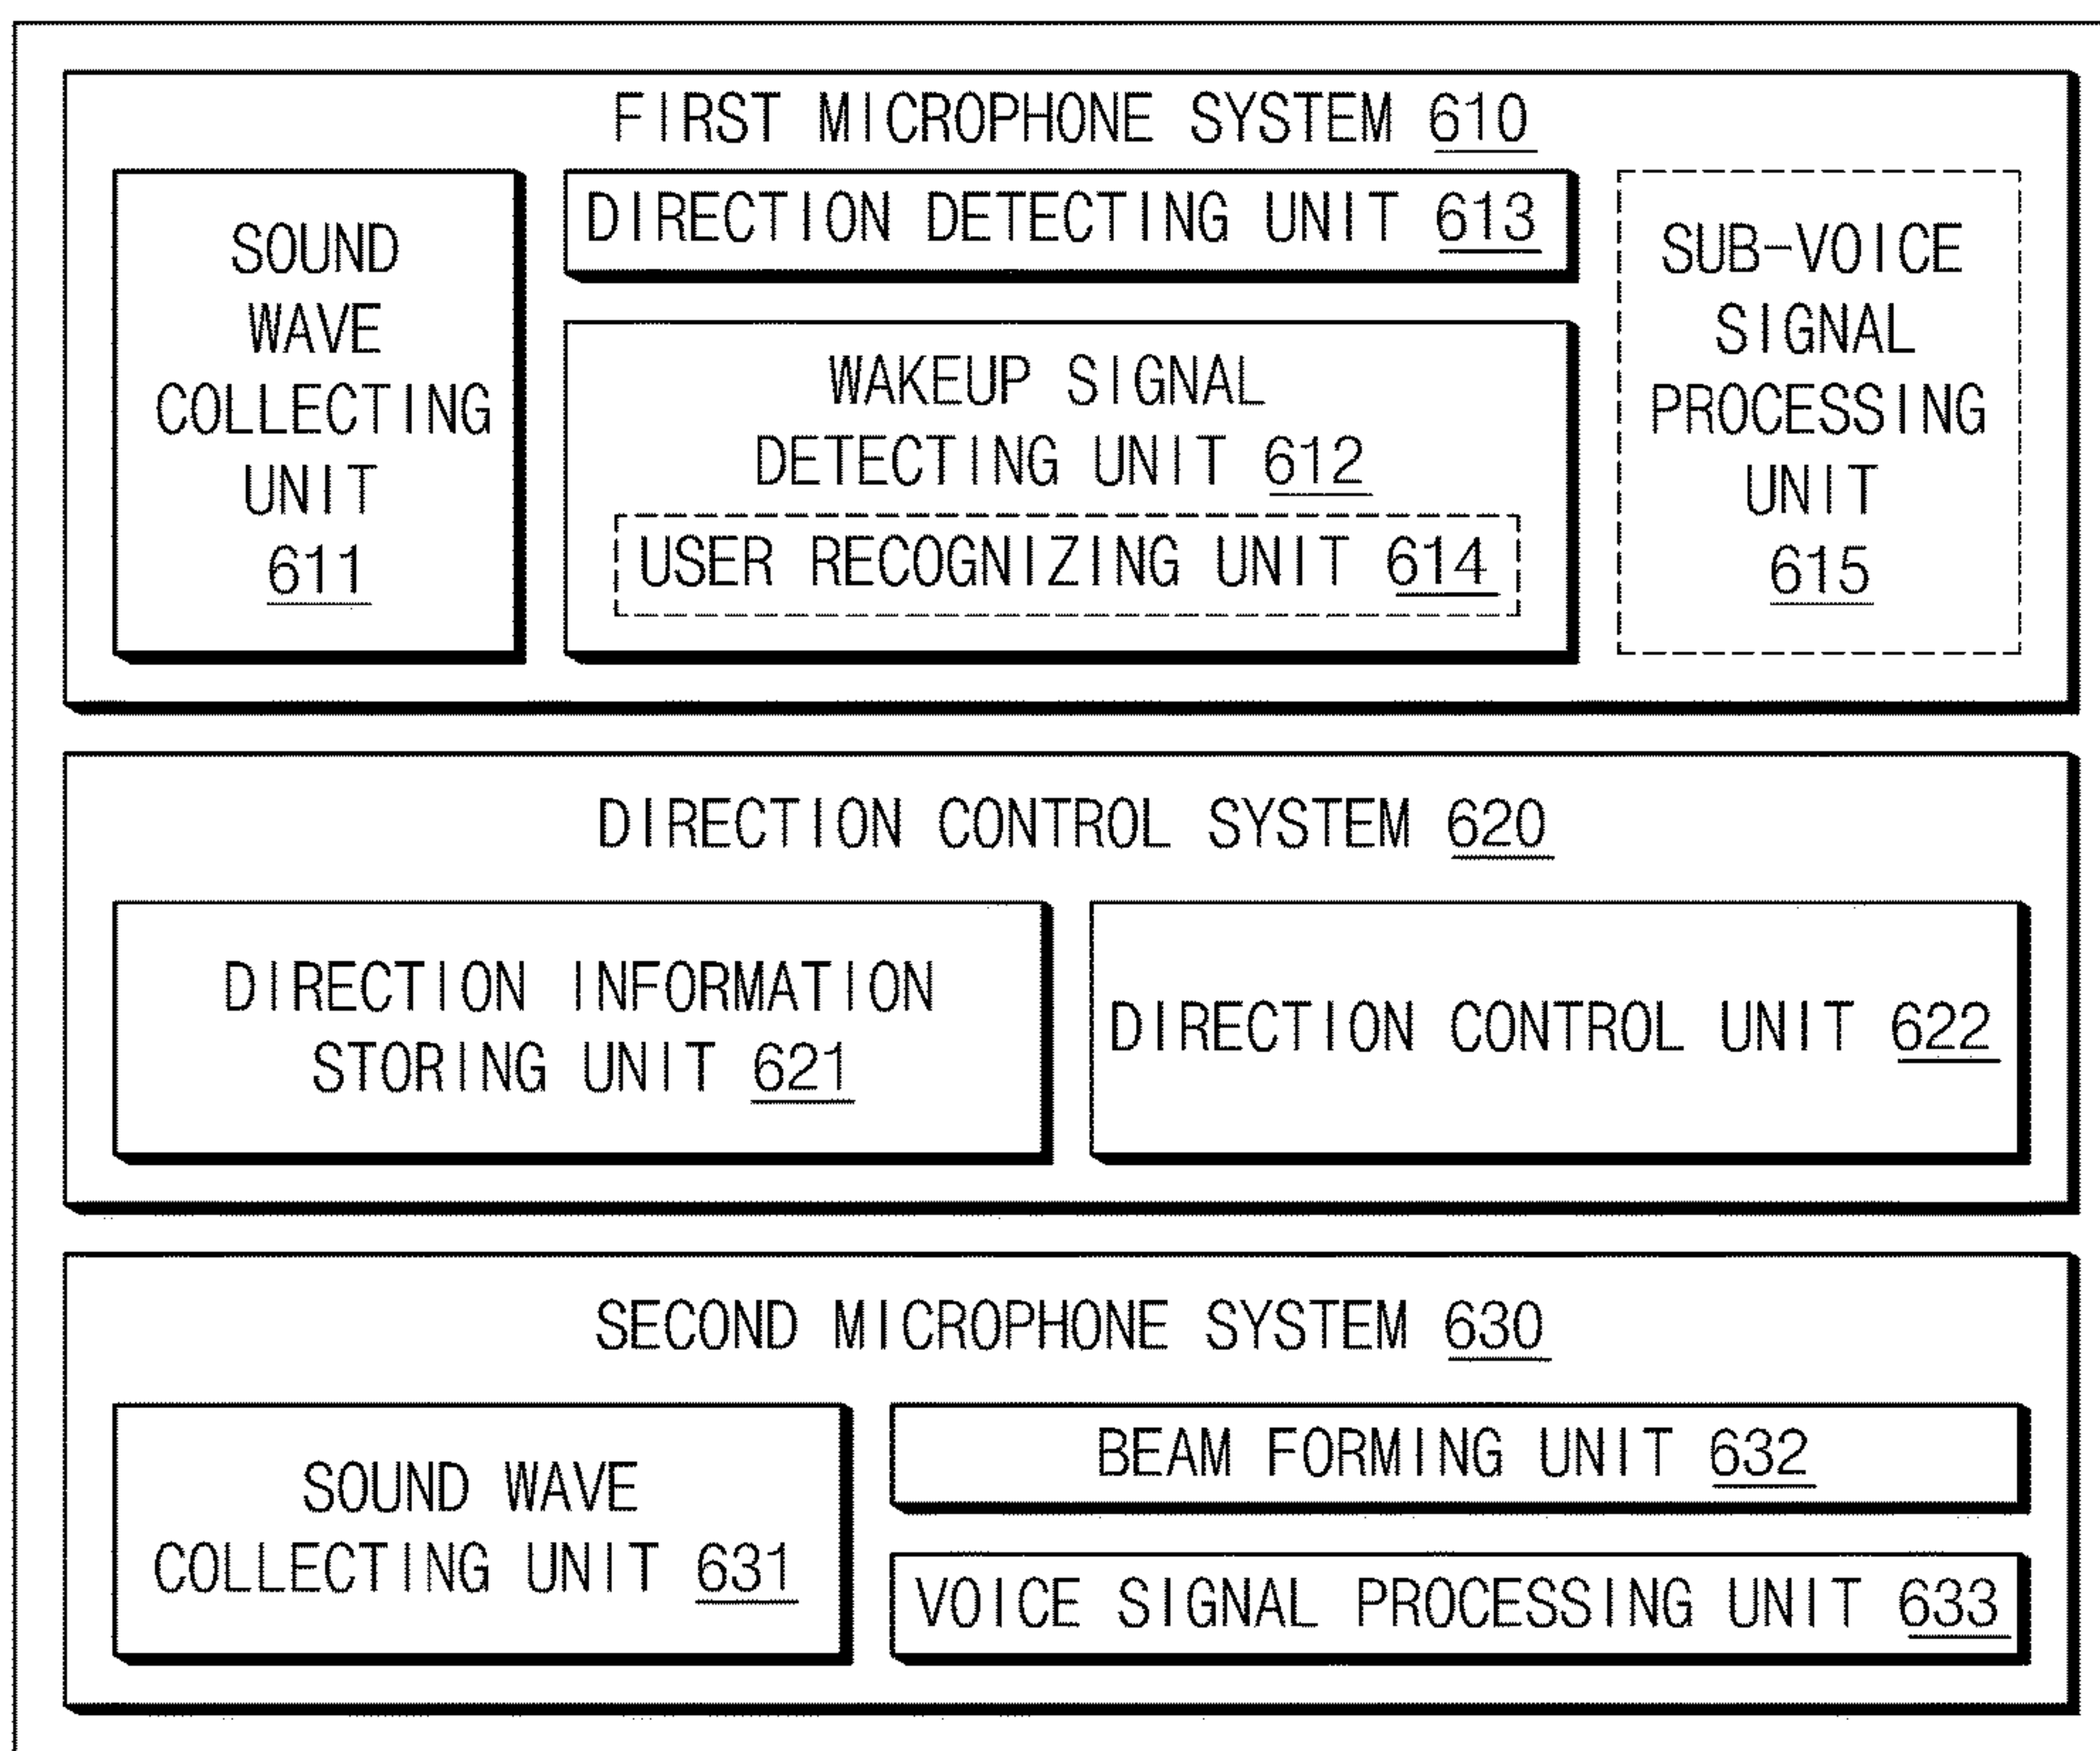 FIRST MICROPHONE SYSTEM 610
SOUND
WAVE
COLLECTING
UNIT
611
DIRECTION DETECTING UNIT 613
WAKEUP SIGNAL
DETECTING UNIT 612
USER RECOGNIZING UNIT 614
SUB-VOICE
SIGNAL
PROCESSING
UNIT
615
DIRECTION CONTROL SYSTEM 620
DIRECTION INFORMATION
STORING UNIT 621
DIRECTION CONTROL UNIT 622
SECOND MICROPHONE SYSTEM 630
SOUND WAVE
COLLECTING UNIT 631
BEAM FORMING UNIT 632
VOICE SIGNAL PROCESSING UNIT 633